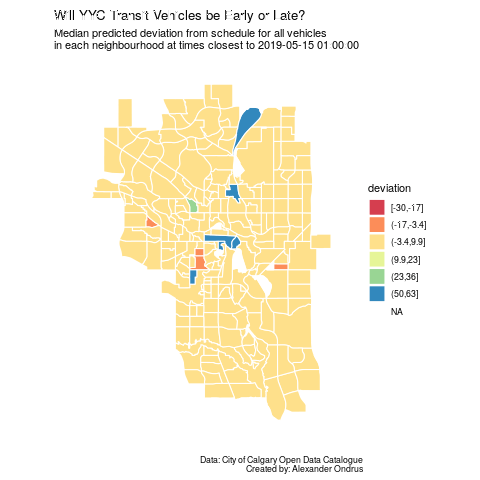 Will YYC Transit Vehicles be Early or Late?
Median predicted deviation from schedule for all vehicles
in each neighbourhood at times closest to 2019-05-15 01:00:00
deviation
[-30,-17]
(-17,-3.4]
(-3.4,9.9]
(9.9,23]
(23,36]
(50,63]
NA
Data: City of Calgary Open Data Catalogue
Created by: Alexander Ondrus